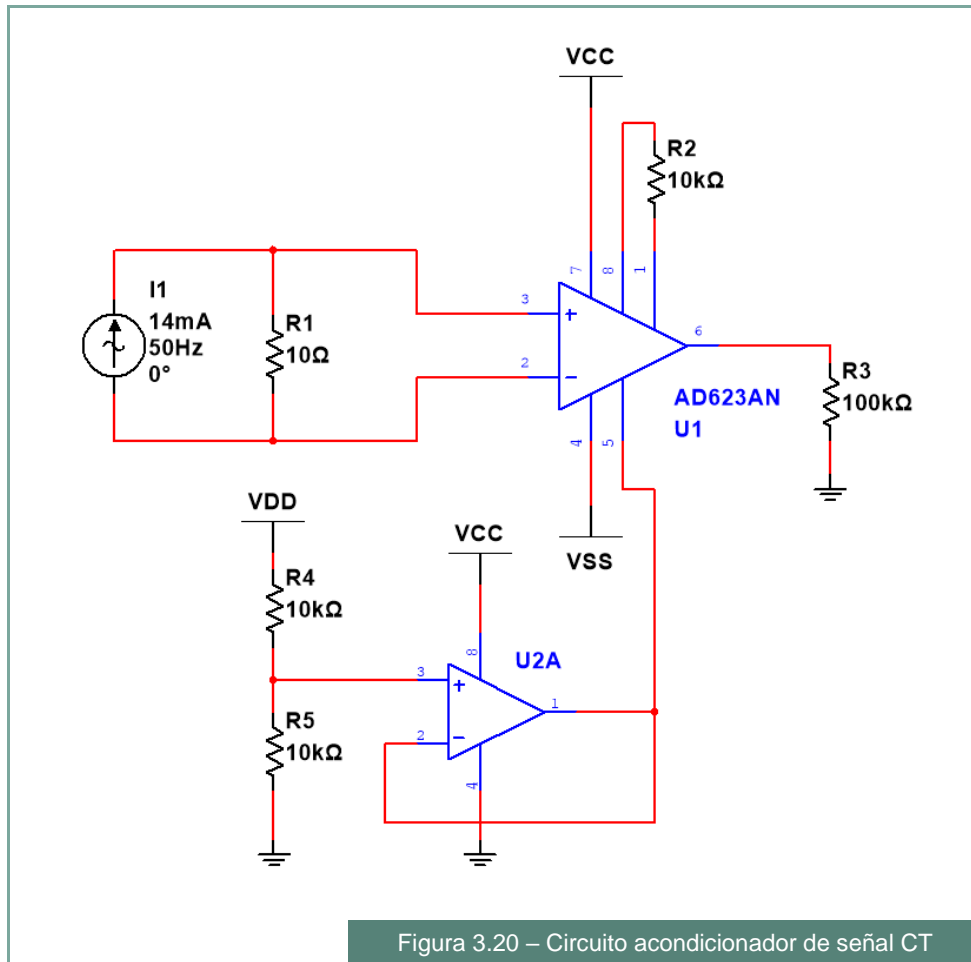 VCC
R2
10kΩ
7
8
1
I1
14mA
50Hz
0°
R1
10Ω
3
+
2
−
6
R3
100kΩ
AD623AN
U1
4
5
VDD
VCC
VSS
R4
10kΩ
8
U2A
3
+
1
R5
10kΩ
2
−
4
Figura 3.20 – Circuito acondicionador de señal CT